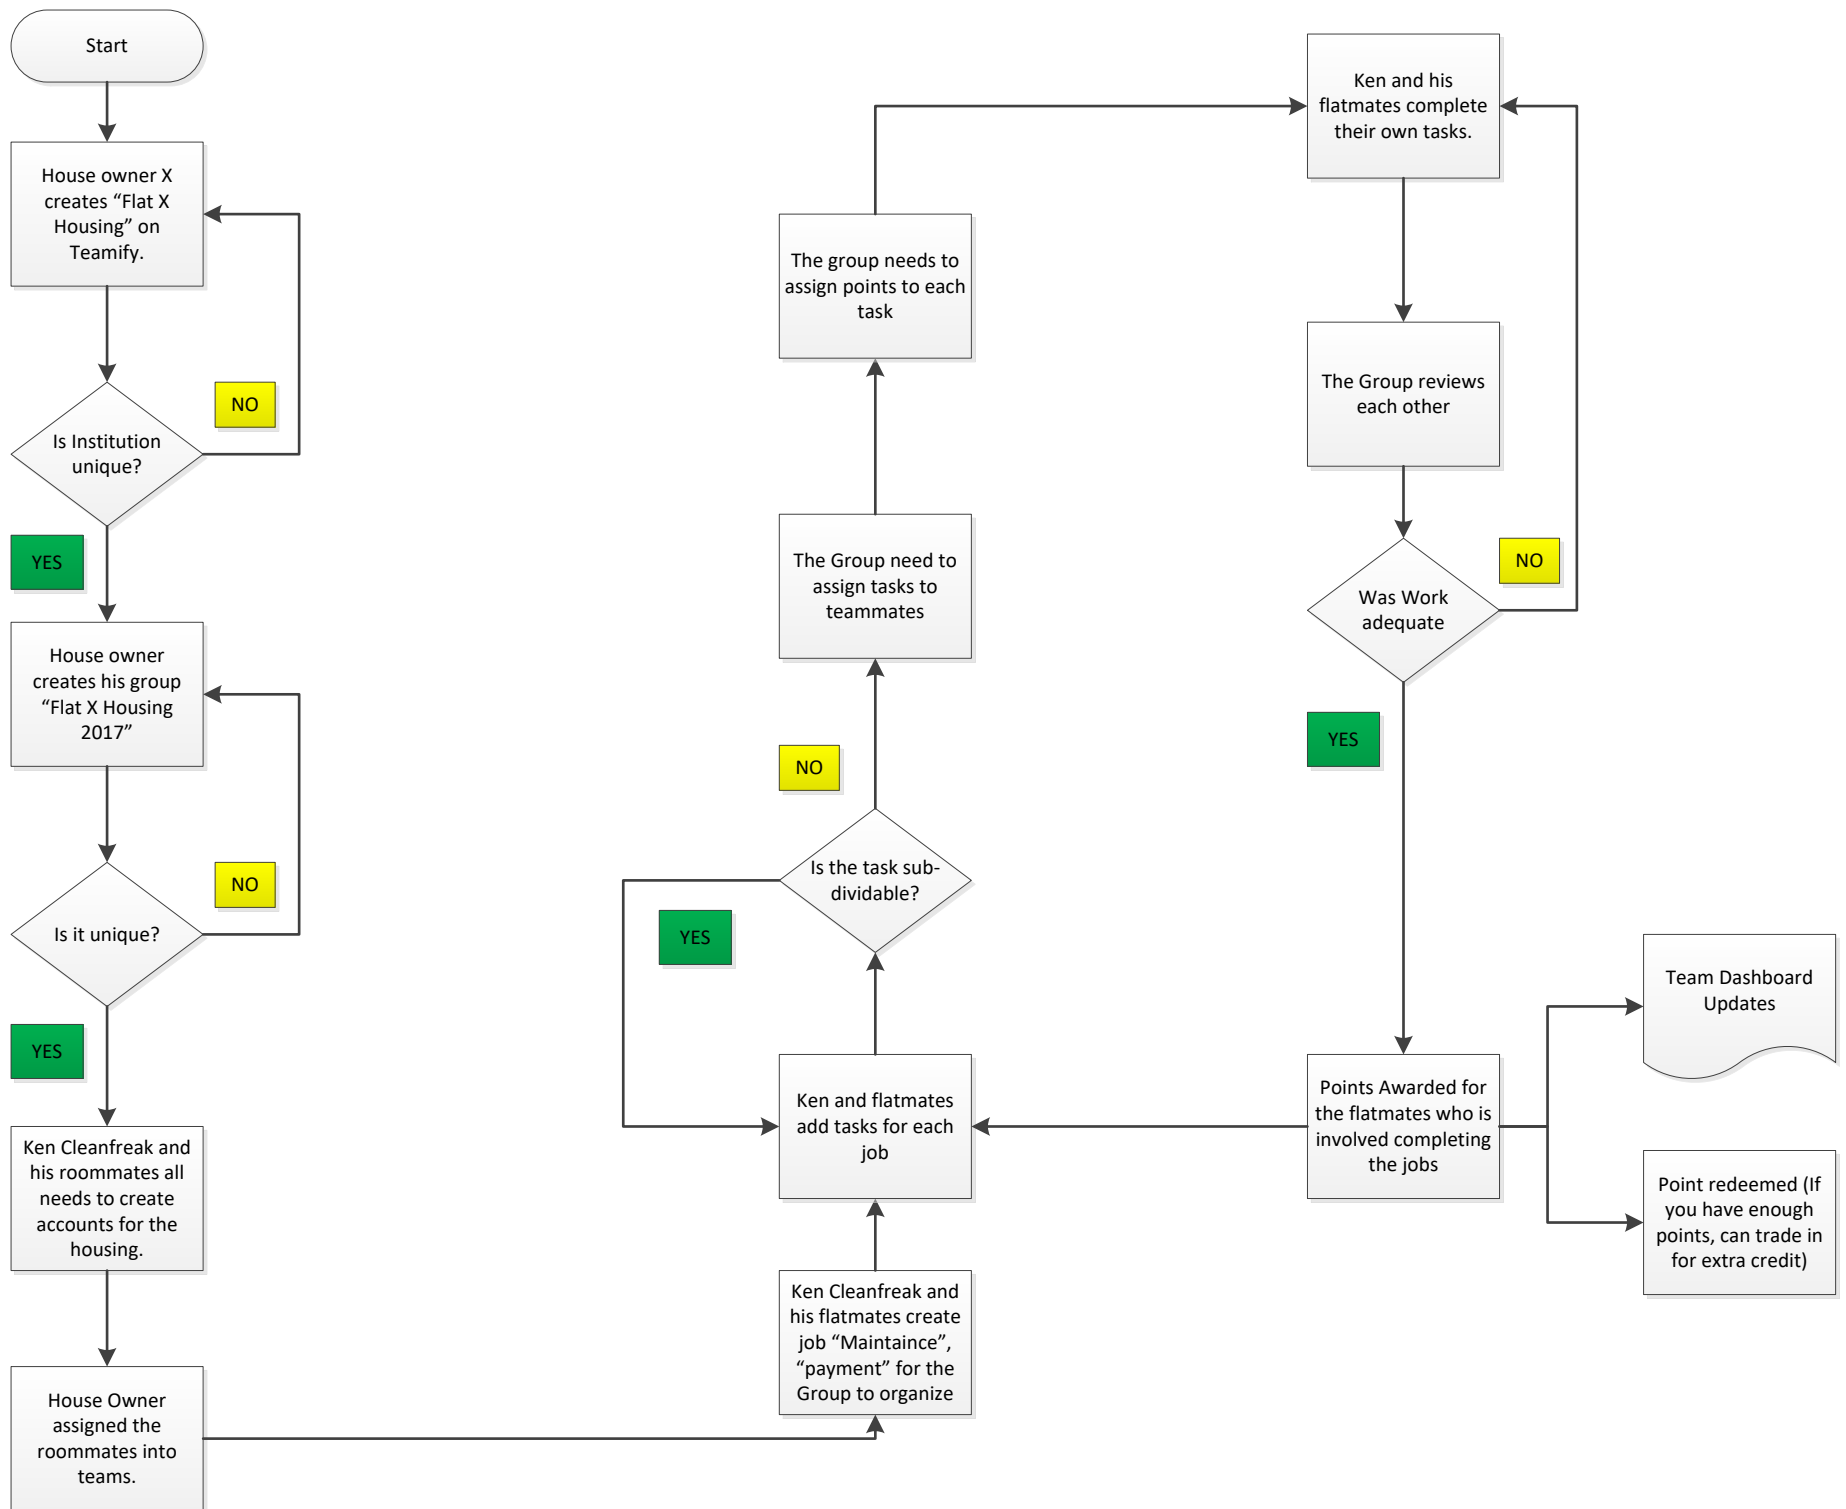 Start
House owner X
creates “Flat X
Housing” on
Teamify.
NO
Is Institution
unique?
YES
House owner
creates his group
“Flat X Housing
2017”
NO
Is it unique?
YES
Ken Cleanfreak and
his roommates all
needs to create
accounts for the
housing.
House Owner
assigned the
roommates into
teams.
Ken Cleanfreak and
his flatmates create
job “Maintaince”,
“payment” for the
Group to organize
Ken and flatmates
add tasks for each
job
YES
Is the task sub-
dividable?
NO
The Group need to
assign tasks to
teammates
The group needs to
assign points to each
task
Ken and his
flatmates complete
their own tasks.
The Group reviews
each other
NO
Was Work
adequate
YES
Points Awarded for
the flatmates who is
involved completing
the jobs
Team Dashboard
Updates
Point redeemed (If
you have enough
points, can trade in
for extra credit)